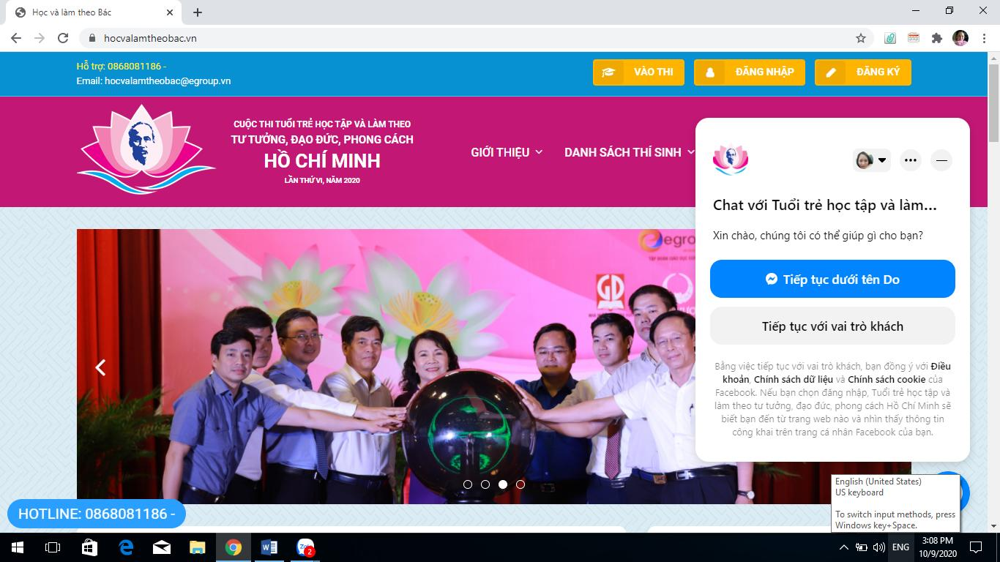 Học và làm theo Bác
hocvalamtheobac.vn
Hỗ trợ: 0868081186 -
Email: hocvalamtheobac@egroup.vn
VÀO THI
ĐĂNG NHẬP
ĐĂNG KÝ
CUỘC THI TUỔI TRẺ HỌC TẬP VÀ LÀM THEO
TƯ TƯỞNG, ĐẠO ĐỨC, PHONG CÁCH
HỒ CHÍ MINH
LẦN THỨ VI, NĂM 2020
GIỚI THIỆU
DANH SÁCH THÍ SINH
egro
GD
Chat với Tuổi trẻ học tập và làm...
Xin chào, chúng tôi có thể giúp gì cho bạn?
Tiếp tục dưới tên Do
Tiếp tục với vai trò khách
Bằng việc tiếp tục với vai trò khách, bạn đồng ý với Điều
khoản, Chính sách dữ liệu và Chính sách cookie của
Facebook. Nếu bạn chọn đăng nhập, Tuổi trẻ học tập và
làm theo tư tưởng, đạo đức, phong cách Hồ Chí Minh sẽ
biết bạn đến từ trang web nào và nhìn thấy thông tin
công khai trên trang cá nhân Facebook của bạn.
English (United States)
US keyboard
To switch input methods, press
Windows key+Space.
HOTLINE: 0868081186 -
2
ENG
3:08 PM
10/9/2020